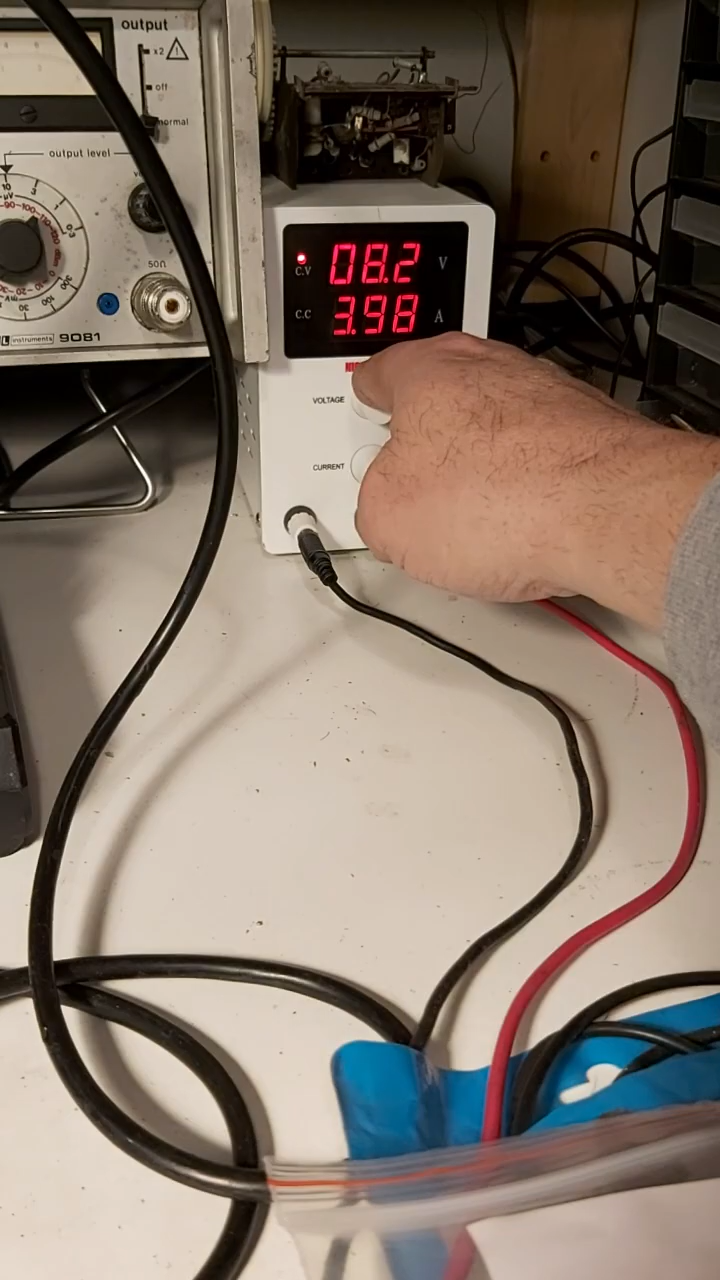 output
x2
off
normal
output level
50Ω
instruments 9081
C.V 08.2 V
C.C 3.98 A
VOLTAGE
CURRENT